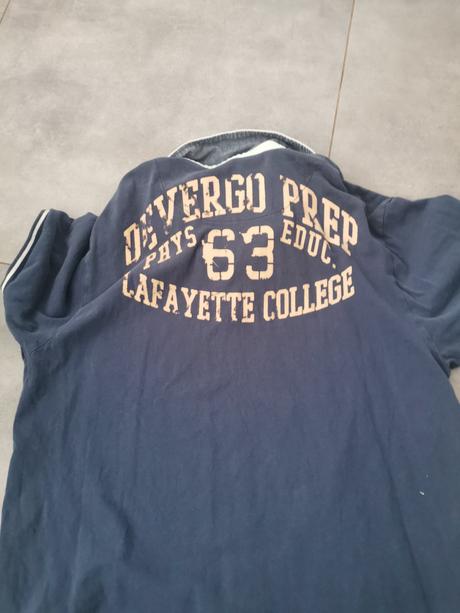 DEVERGO PREP
PHYS 63 EDUC.
LAFAYETTE COLLEGE